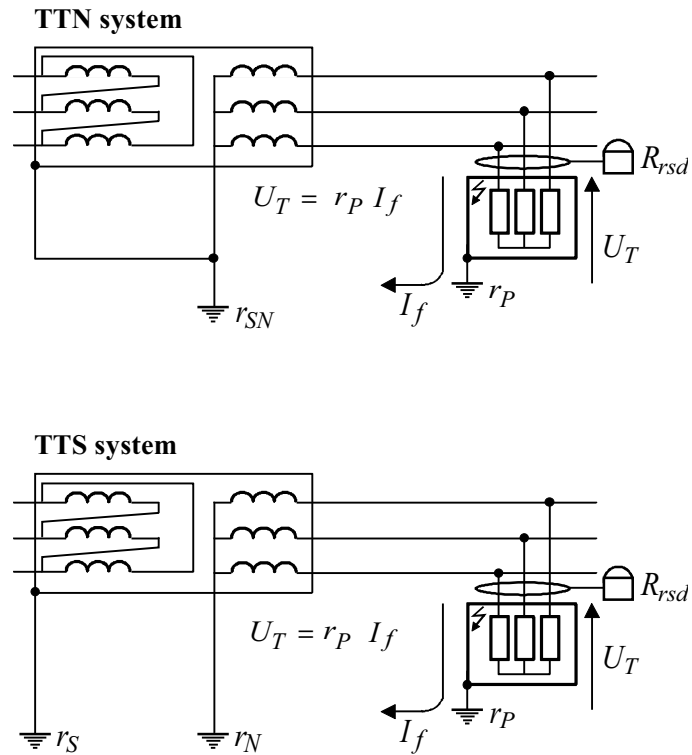 TTN system
R_rsd
U_T = r_P I_f
U_T
I_f
r_P
r_SN
TTS system
R_rsd
U_T = r_P I_f
U_T
I_f
r_P
r_S
r_N